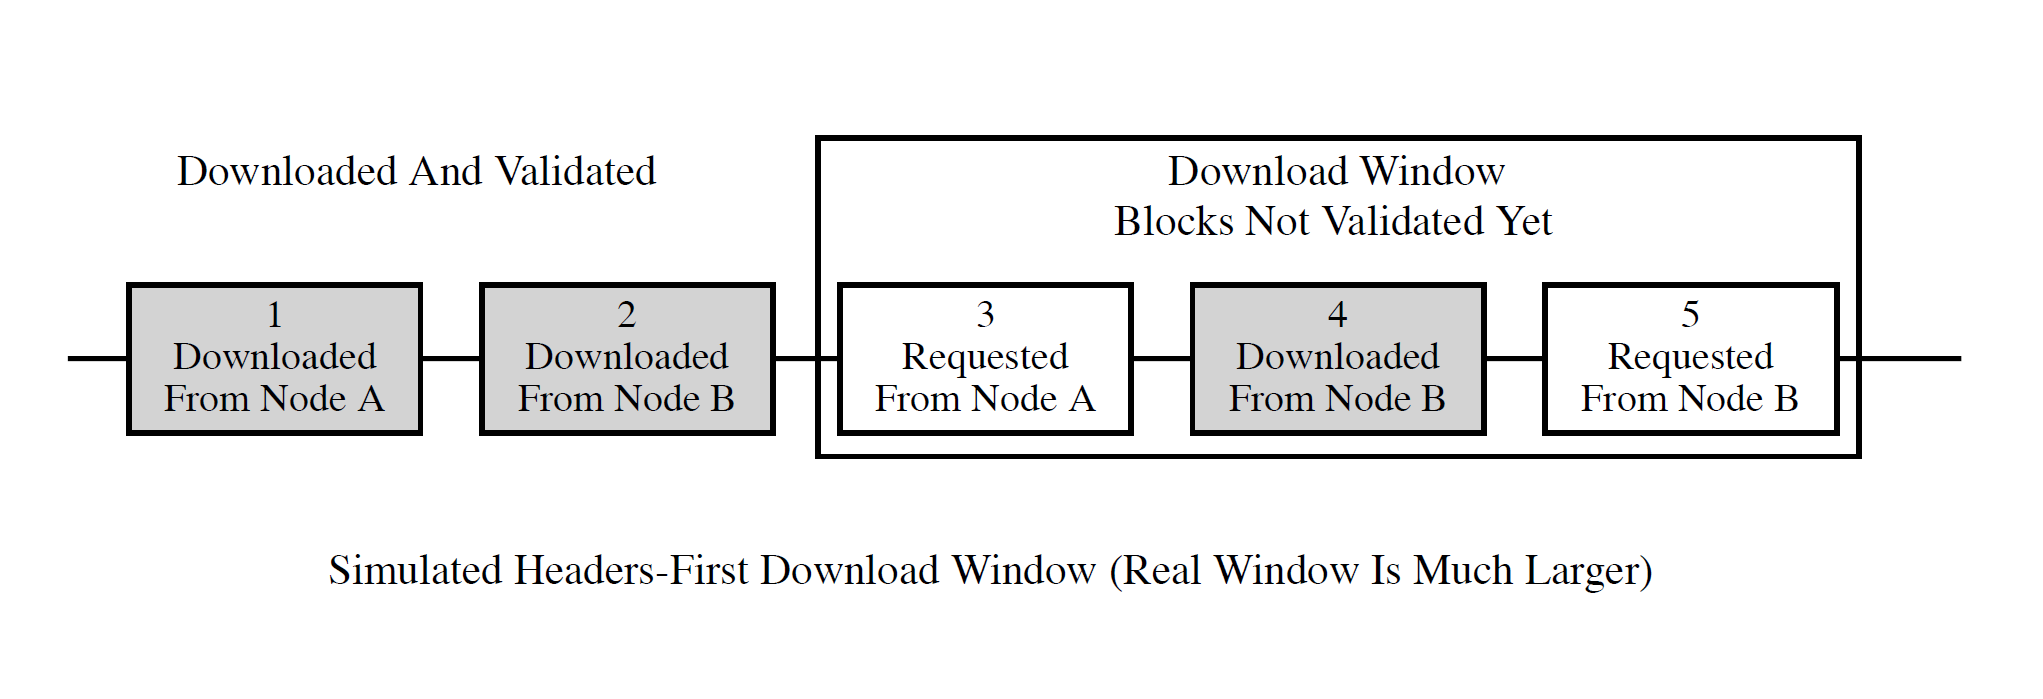 Downloaded And Validated
Download Window
Blocks Not Validated Yet
1
Downloaded
From Node A
2
Downloaded
From Node B
3
Requested
From Node A
4
Downloaded
From Node B
5
Requested
From Node B
Simulated Headers-First Download Window (Real Window Is Much Larger)